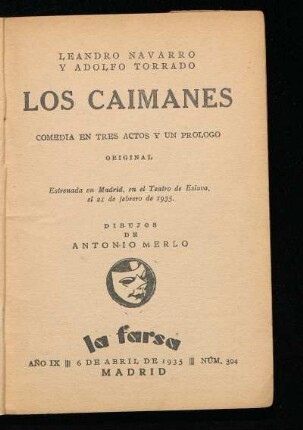 LEANDRO NAVARRO
Y ADOLFO TORRADO
LOS CAIMANES
COMEDIA EN TRES ACTOS Y UN PROLOGO
ORIGINAL
Estrenada en Madrid, en el Teatro de Eslava,
el 21 de febrero de 1935.
DIBUJOS
DE
ANTONIO MERLO
la farsa
AÑO IX ||| 6 DE ABRIL DE 1935 ||| NÚM. 394
MADRID